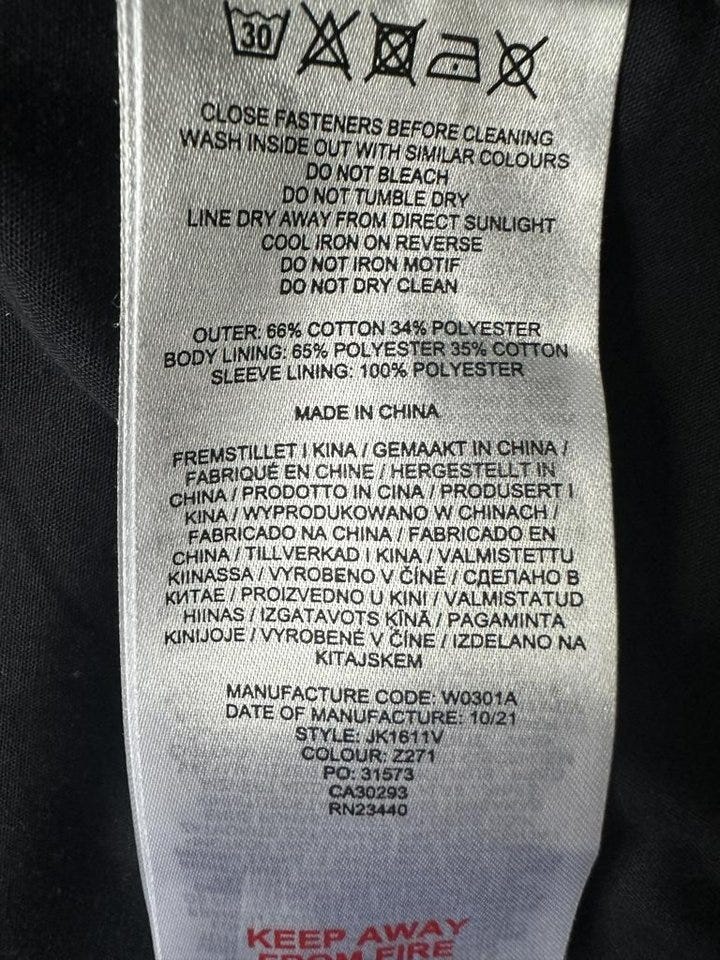 30
CLOSE FASTENERS BEFORE CLEANING
WASH INSIDE OUT WITH SIMILAR COLOURS
DO NOT BLEACH
DO NOT TUMBLE DRY
LINE DRY AWAY FROM DIRECT SUNLIGHT
COOL IRON ON REVERSE
DO NOT IRON MOTIF
DO NOT DRY CLEAN
OUTER: 66% COTTON 34% POLYESTER
BODY LINING: 65% POLYESTER 35% COTTON
SLEEVE LINING: 100% POLYESTER
MADE IN CHINA
FREMSTILLET I KINA / GEMAAKT IN CHINA /
FABRIQUÉ EN CHINE / HERGESTELLT IN
CHINA / PRODOTTO IN CINA / PRODUSERT I
KINA / WYPRODUKOWANO W CHINACH /
FABRICADO NA CHINA / FABRICADO EN
CHINA / TILLVERKAD I KINA / VALMISTETTU
KIINASSA / VYROBENO V ČÍNĚ / СДЕЛАНО В
КИТАЕ / PROIZVEDNO U KINI / VALMISTATUD
HIINAS / IZGATAVOTS ĶĪNĀ / PAGAMINTA
KINIJOJE / VYROBENÉ V ČÍNE / IZDELANO NA
KITAJSKEM
MANUFACTURE CODE: W0301A
DATE OF MANUFACTURE: 10/21
STYLE: JK1611V
COLOUR: Z271
PO: 31573
CA30293
RN23440
KEEP AWAY
FROM FIRE